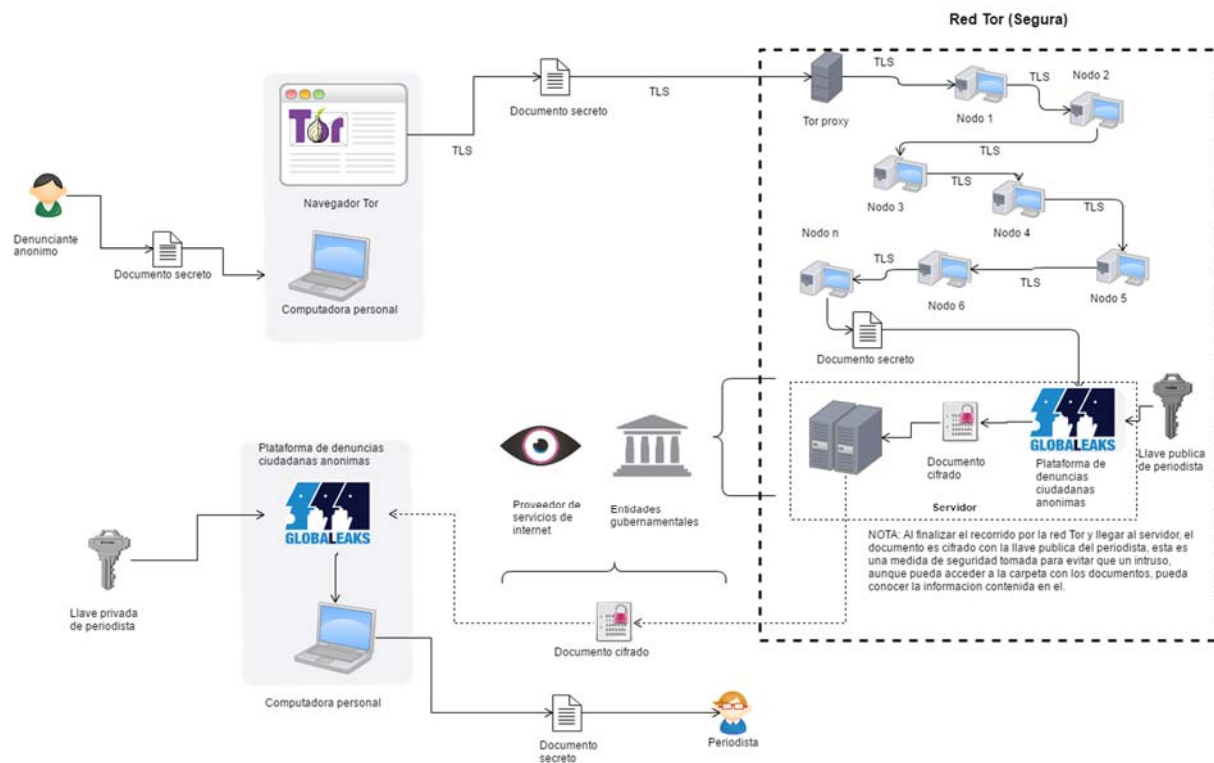 Red Tor (Segura)
TLS
TLS
Nodo 2
Tor
TLS
Documento secreto
TLS
Tor proxy
Nodo 1
TLS
TLS
Nodo 3
TLS
Nodo 4
TLS
Navegador Tor
Denunciante
anonimo
Documento secreto
Computadora personal
Nodo n
TLS
Nodo 6
TLS
Nodo 5
Documento secreto
Plataforma de denuncias
ciudadanas anonimas
GLOBALEAKS
Proveedor de
servicios de
internet
Entidades
gubernamentales
Documento
cifrado
GLOBALEAKS
Plataforma de
denuncias
ciudadanas
anonimas
Llave publica
de periodista
Servidor
NOTA: Al finalizar el recorrido por la red Tor y llegar al servidor, el
documento es cifrado con la llave publica del periodista, esta es
una medida de seguridad tomada para evitar que un intruso,
aunque pueda acceder a la carpeta con los documentos, pueda
conocer la informacion contenida en el.
Llave privada
de periodista
Documento cifrado
Computadora personal
Documento
secreto
Periodista